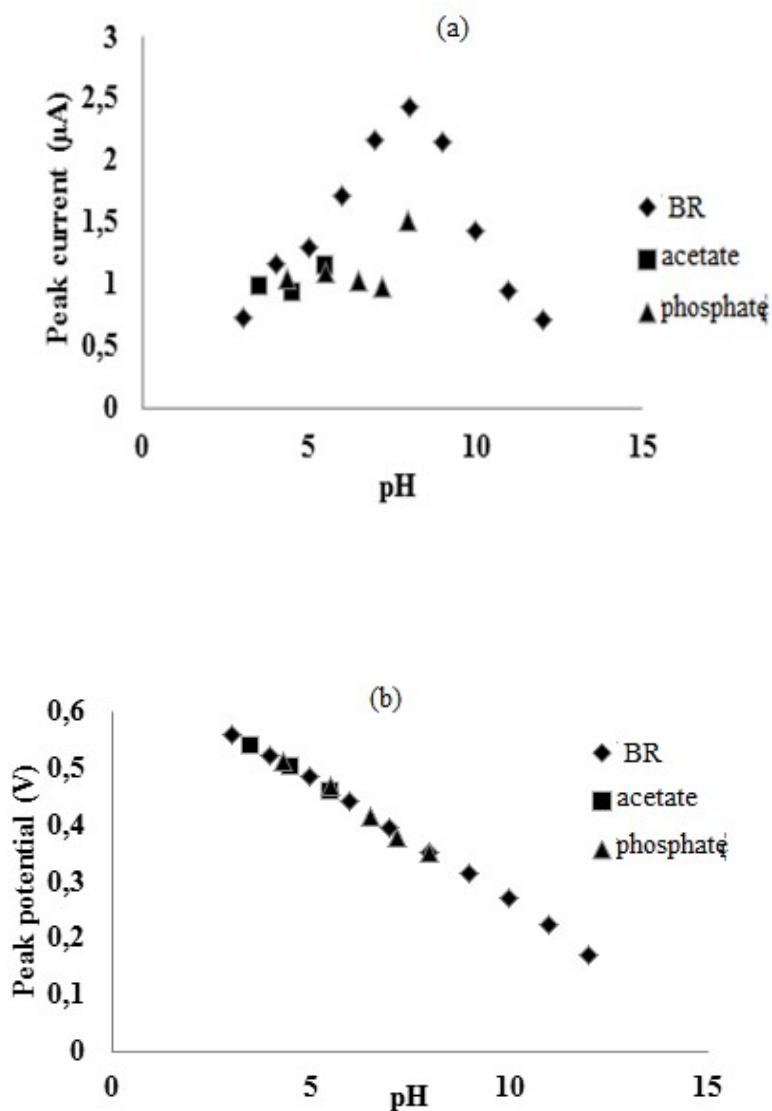 (a)
Peak current (µA)
3
2,5
2
1,5
1
0,5
0
0
5
10
15
pH
BR
acetate
phosphate
(b)
Peak potential (V)
0,6
0,5
0,4
0,3
0,2
0,1
0
0
5
10
15
pH
BR
acetate
phosphate